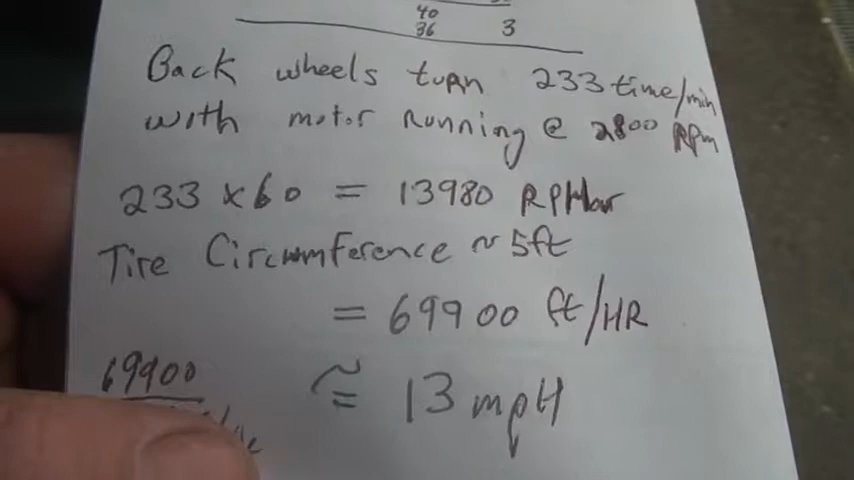 40
36 3
Back wheels turn 233 time/min
with motor running @ 2800 RPm
233 x 60 = 13980 RPHour
Tire Circumference ~ 5ft
= 69900 ft/HR
69900
≅ 13 mpH